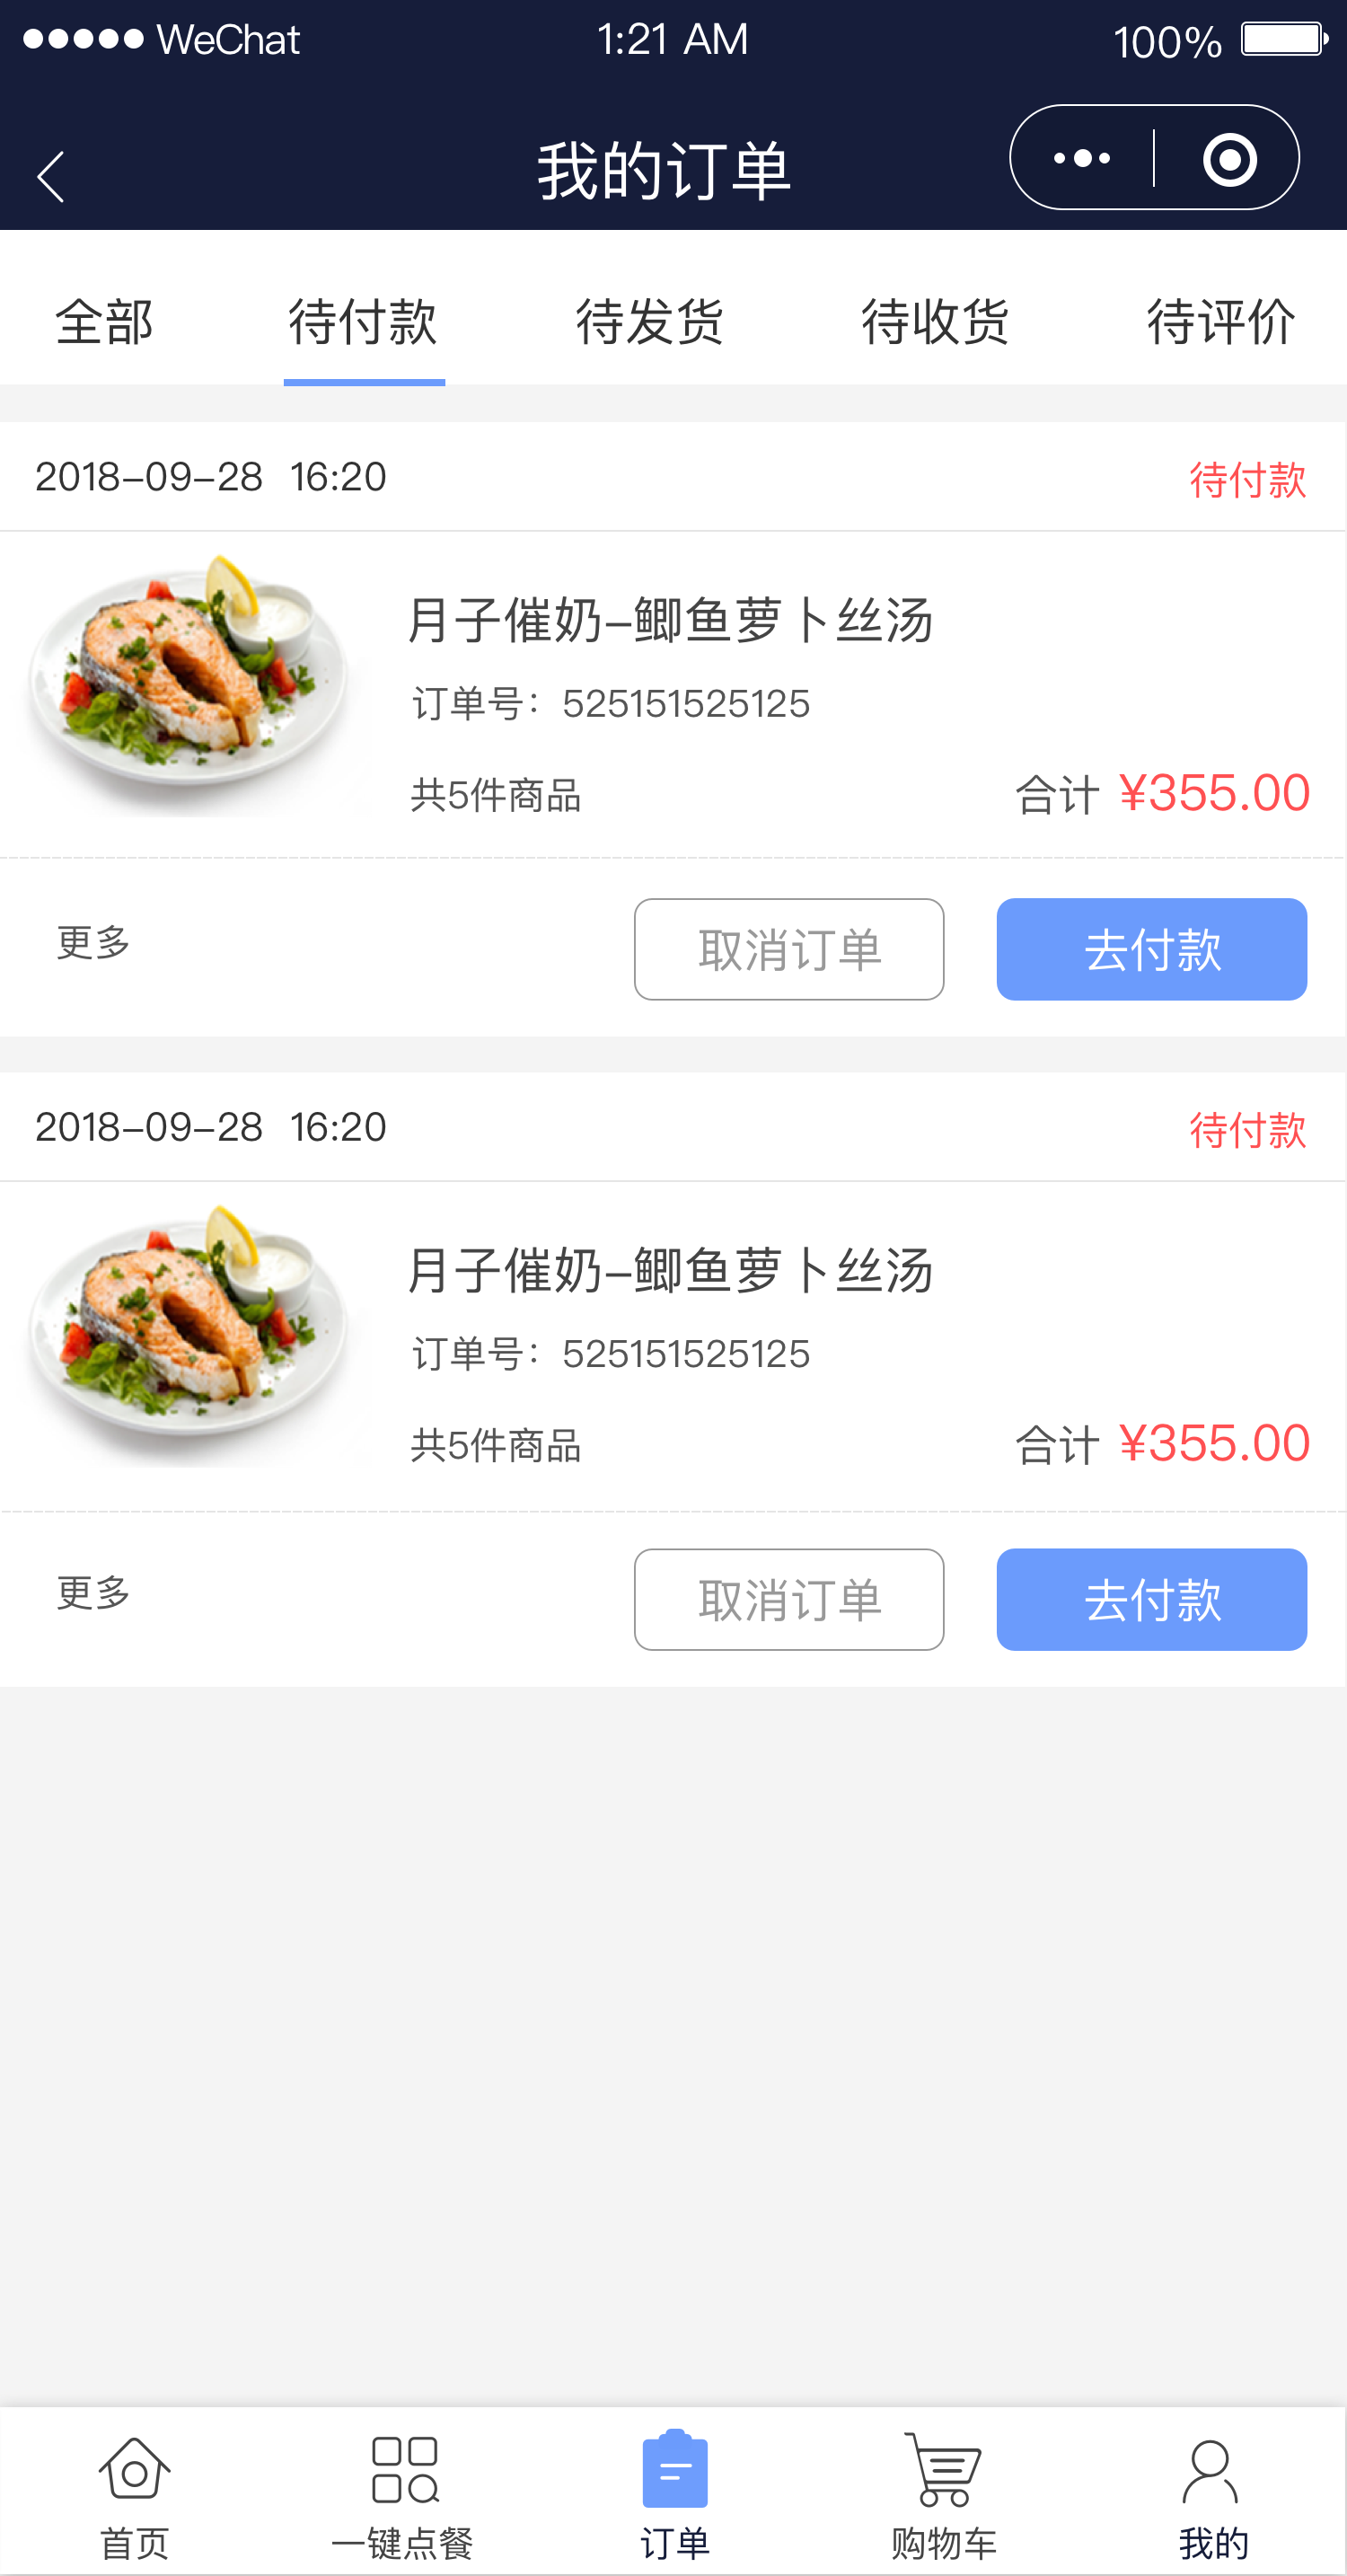 WeChat 1:21 AM 100%
我的订单
全部 待付款 待发货 待收货 待评价
2018-09-28 16:20 待付款
月子催奶-鲫鱼萝卜丝汤
订单号：525151525125
共5件商品 合计 ¥355.00
更多 取消订单 去付款
2018-09-28 16:20 待付款
月子催奶-鲫鱼萝卜丝汤
订单号：525151525125
共5件商品 合计 ¥355.00
更多 取消订单 去付款
首页 一键点餐 订单 购物车 我的